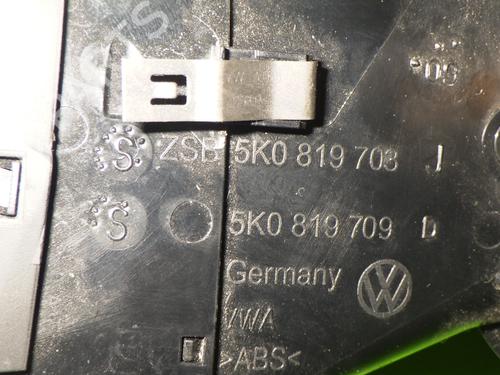 ZSB 5K0 819 703 J
5K0 819 709 D
Germany
VWA
>ABS<
S
S